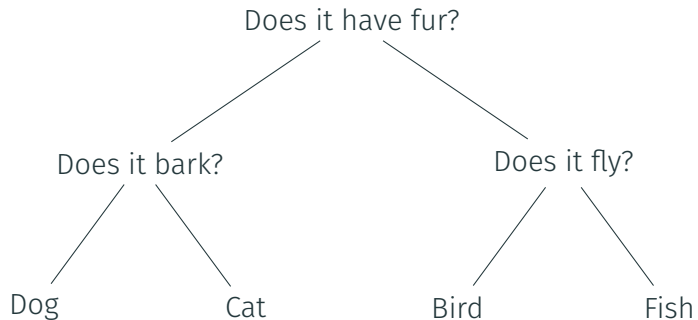 Does it have fur?
Does it bark?
Does it fly?
Dog
Cat
Bird
Fish